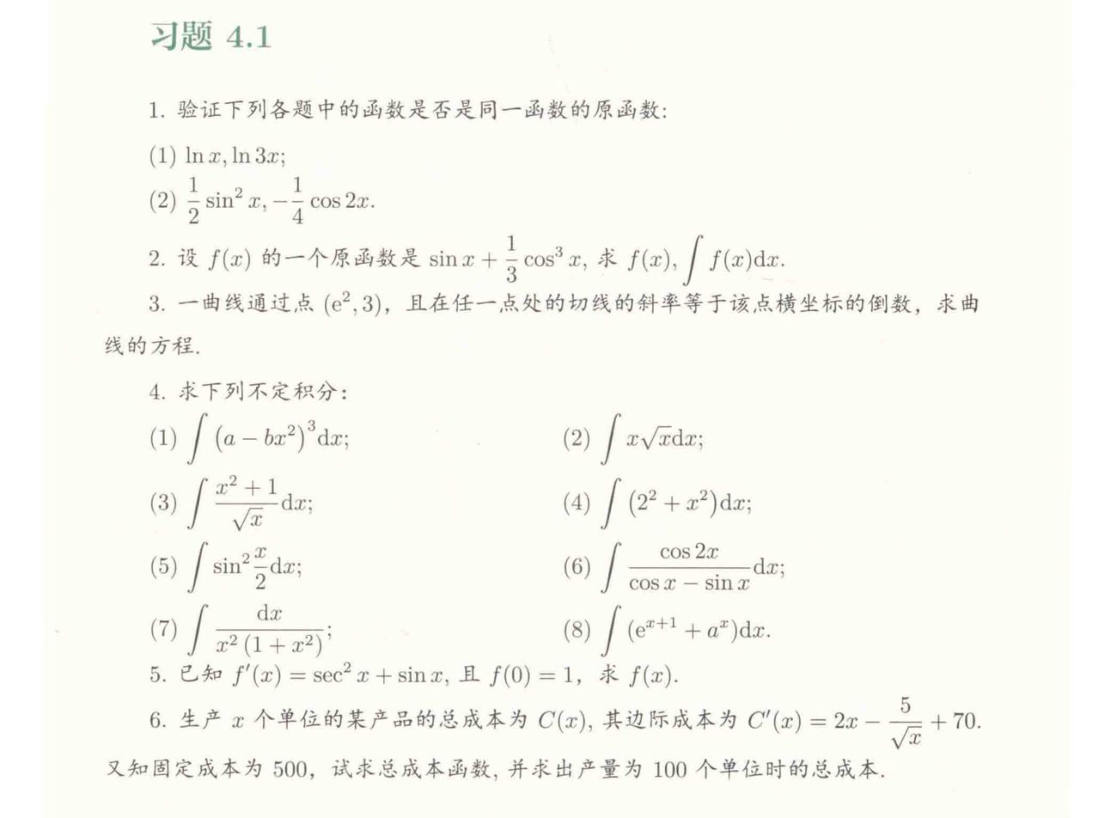 习题 4.1
1. 验证下列各题中的函数是否是同一函数的原函数:
(1) ln x, ln 3x;
(2) \frac{1}{2} sin² x, −\frac{1}{4} cos 2x.
2. 设 f(x) 的一个原函数是 sin x + \frac{1}{3} cos³ x, 求 f(x), ∫ f(x)dx.
3. 一曲线通过点 (e², 3)，且在任一点处的切线的斜率等于该点横坐标的倒数，求曲
线的方程.
4. 求下列不定积分：
(1) ∫ (a − bx²)³ dx; (2) ∫ x√x dx;
(3) ∫ \frac{x² + 1}{√x} dx; (4) ∫ (2² + x²)dx;
(5) ∫ sin² \frac{x}{2} dx; (6) ∫ \frac{cos 2x}{cos x − sin x} dx;
(7) ∫ \frac{dx}{x² (1 + x²)}; (8) ∫ (e^{x+1} + a^x)dx.
5. 已知 f′(x) = sec² x + sin x, 且 f(0) = 1，求 f(x).
6. 生产 x 个单位的某产品的总成本为 C(x), 其边际成本为 C′(x) = 2x − \frac{5}{√x} + 70.
又知固定成本为 500，试求总成本函数, 并求出产量为 100 个单位时的总成本.